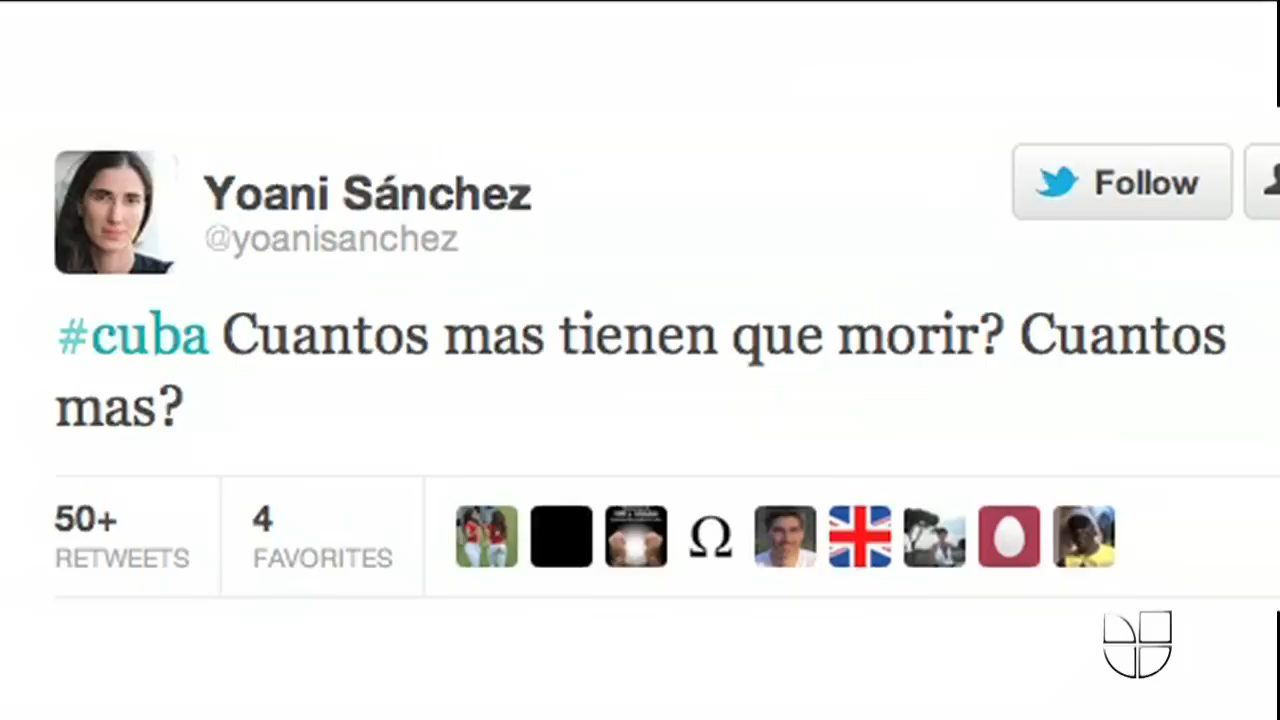 Yoani Sánchez
@yoanisanchez
Follow
#cuba Cuantos mas tienen que morir? Cuantos
mas?
50+
RETWEETS
4
FAVORITES
Ω